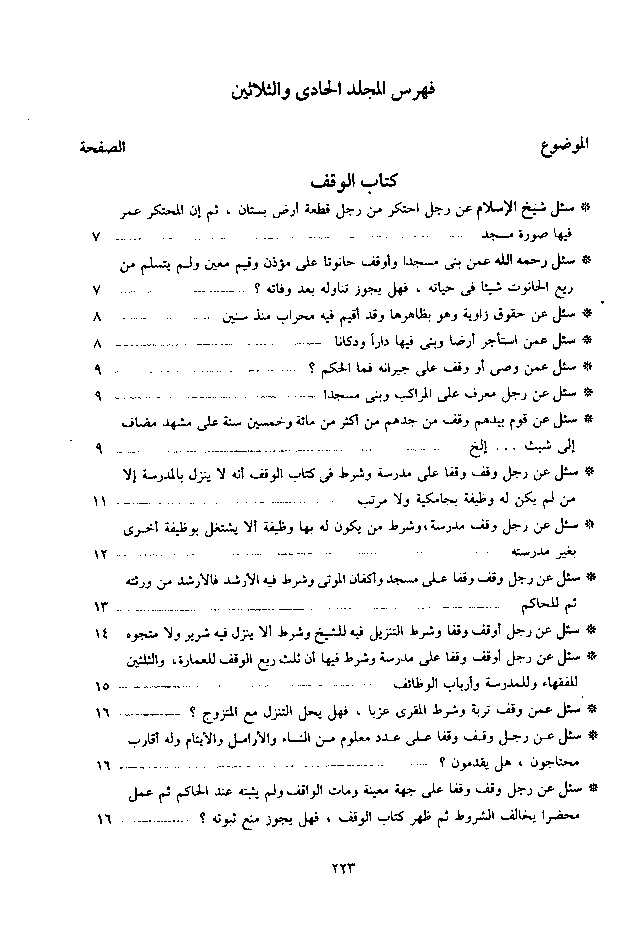 فهرس المجلد الحادى والثلاثين
الموضوع الصفحة
كتاب الوقف
* سئل شيخ الإسلام عن رجل احتكر من رجل قطعة أرض بستان ، ثم إن المحتكر عمر
فيها صورة مسجد ٧
* سئل رحمه الله عمن بنى مسجدا وأوقف حانوتا على مؤذن وقيم معين ولم يتسلم من
ربع الحانوت شيئا فى حياته ، فهل يجوز تناوله بعد وفاته ؟ ٧
* سئل عن حقوق زاوية وهو بظاهرها وقد أقيم فيه محراب منذ سنين ٨
* سئل عمن استأجر أرضا وبنى فيها داراً ودكانا ٨
* سئل عمن وصى أو وقف على جيرانه فما الحكم ؟ ٩
* سئل عن رجل معرف على المراكب وبنى مسجدا ٩
* سئل عن قوم بيدهم وقف من جدهم من أكثر من مائة وخمسين سنة على مشهد مضاف
إلى شيث ... إلخ ٩
* سئل عن رجل وقف وقفا على مدرسة وشرط فى كتاب الوقف أنه لا ينزل بالمدرسة إلا
من لم يكن له وظيفة بجامكية ولا مرتب ١١
* سئل عن رجل وقف مدرسة، وشرط من يكون له بها وظيفة ألا يشتغل بوظيفة أخرى
بغير مدرسته ١٢
* سئل عن رجل وقف وقفا على مسجد وأكفان الموتى وشرط فيه الأرشد فالأرشد من ورثته
ثم للحاكم ١٣
* سئل عن رجل أوقف وقفا وشرط التنزيل فيه للشيخ وشرط ألا ينزل فيه شرير ولا متجوه ١٤
* سئل عن رجل أوقف وقفا على مدرسة وشرط فيها أن ثلث ريع الوقف للعمارة، والثلثين
للفقهاء وللمدرسة وأرباب الوظائف ١٥
* سئل عمن وقف تربة وشرط المقرى عزبا ، فهل يحل التنزل مع المتزوج ؟ ١٦
* سئل عن رجل وقف وقفا على عدد معلوم من النساء والأرامل والأيتام وله أقارب
محتاجون ، هل يقدمون ؟ ١٦
* سئل عن رجل وقف وقفا على جهة معينة ومات الواقف ولم يثبته عند الحاكم ثم عمل
محضرا يخالف الشروط ثم ظهر كتاب الوقف ، فهل يجوز منع ثبوته ؟ ١٦
٢٢٣